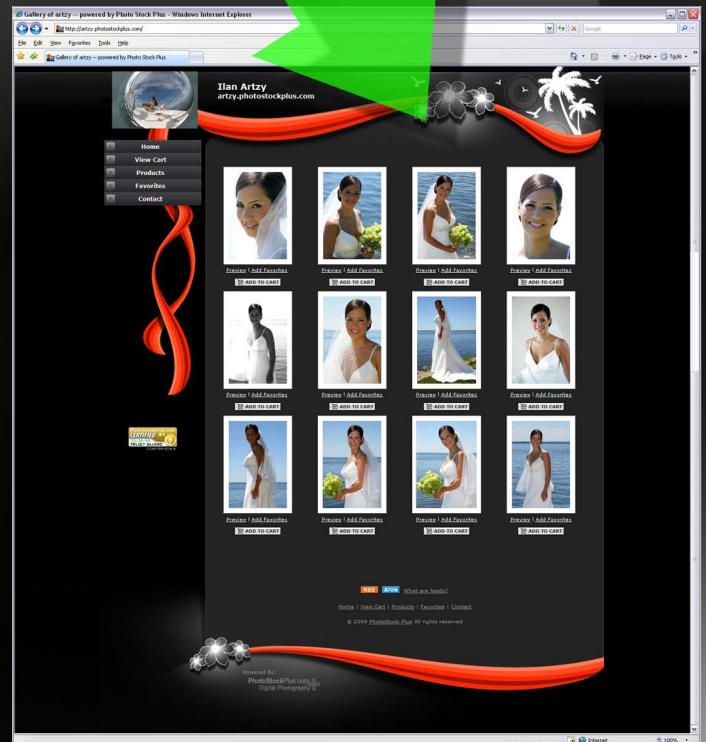 Gallery of artzy -- powered by Photo Stock Plus - Windows Internet Explorer
http://artzy.photostockplus.com/
Google
File Edit View Favorites Tools Help
Gallery of artzy -- powered by Photo Stock Plus
Page
Tools
Ilan Artzy
artzy.photostockplus.com
Home
View Cart
Products
Favorites
Contact
Preview | Add Favorites Preview | Add Favorites Preview | Add Favorites Preview | Add Favorites
ADD TO CART ADD TO CART ADD TO CART ADD TO CART
Preview | Add Favorites Preview | Add Favorites Preview | Add Favorites Preview | Add Favorites
ADD TO CART ADD TO CART ADD TO CART ADD TO CART
CERTIFIED BY
TRUST GUARD
Preview | Add Favorites Preview | Add Favorites Preview | Add Favorites Preview | Add Favorites
ADD TO CART ADD TO CART ADD TO CART ADD TO CART
RSS ATOM What are feeds?
Home | View Cart | Products | Favorites | Contact
© 2009 PhotoStock Plus All rights reserved
Powered By:
PhotoStockPlus.com
Digital Photography
Internet
100%